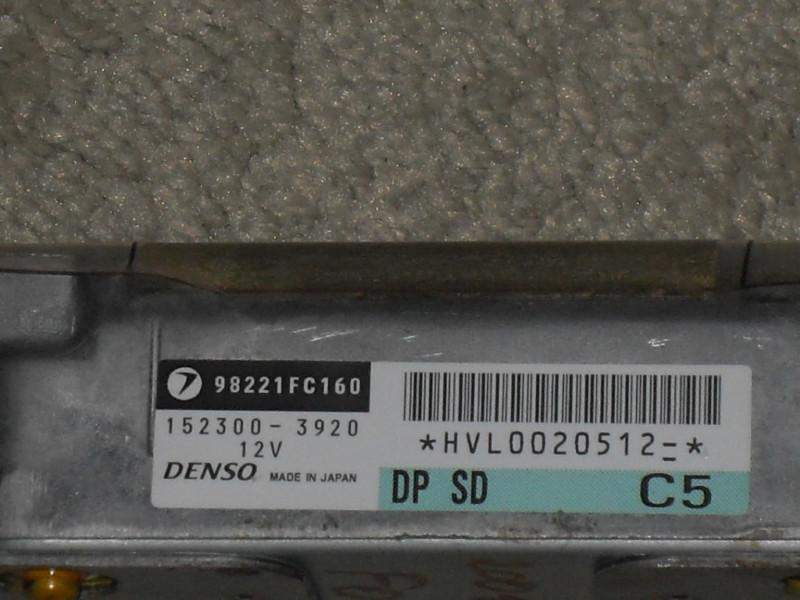 98221FC160
152300-3920
12V
DENSO MADE IN JAPAN
*HVL0020512=*
DP SD C5